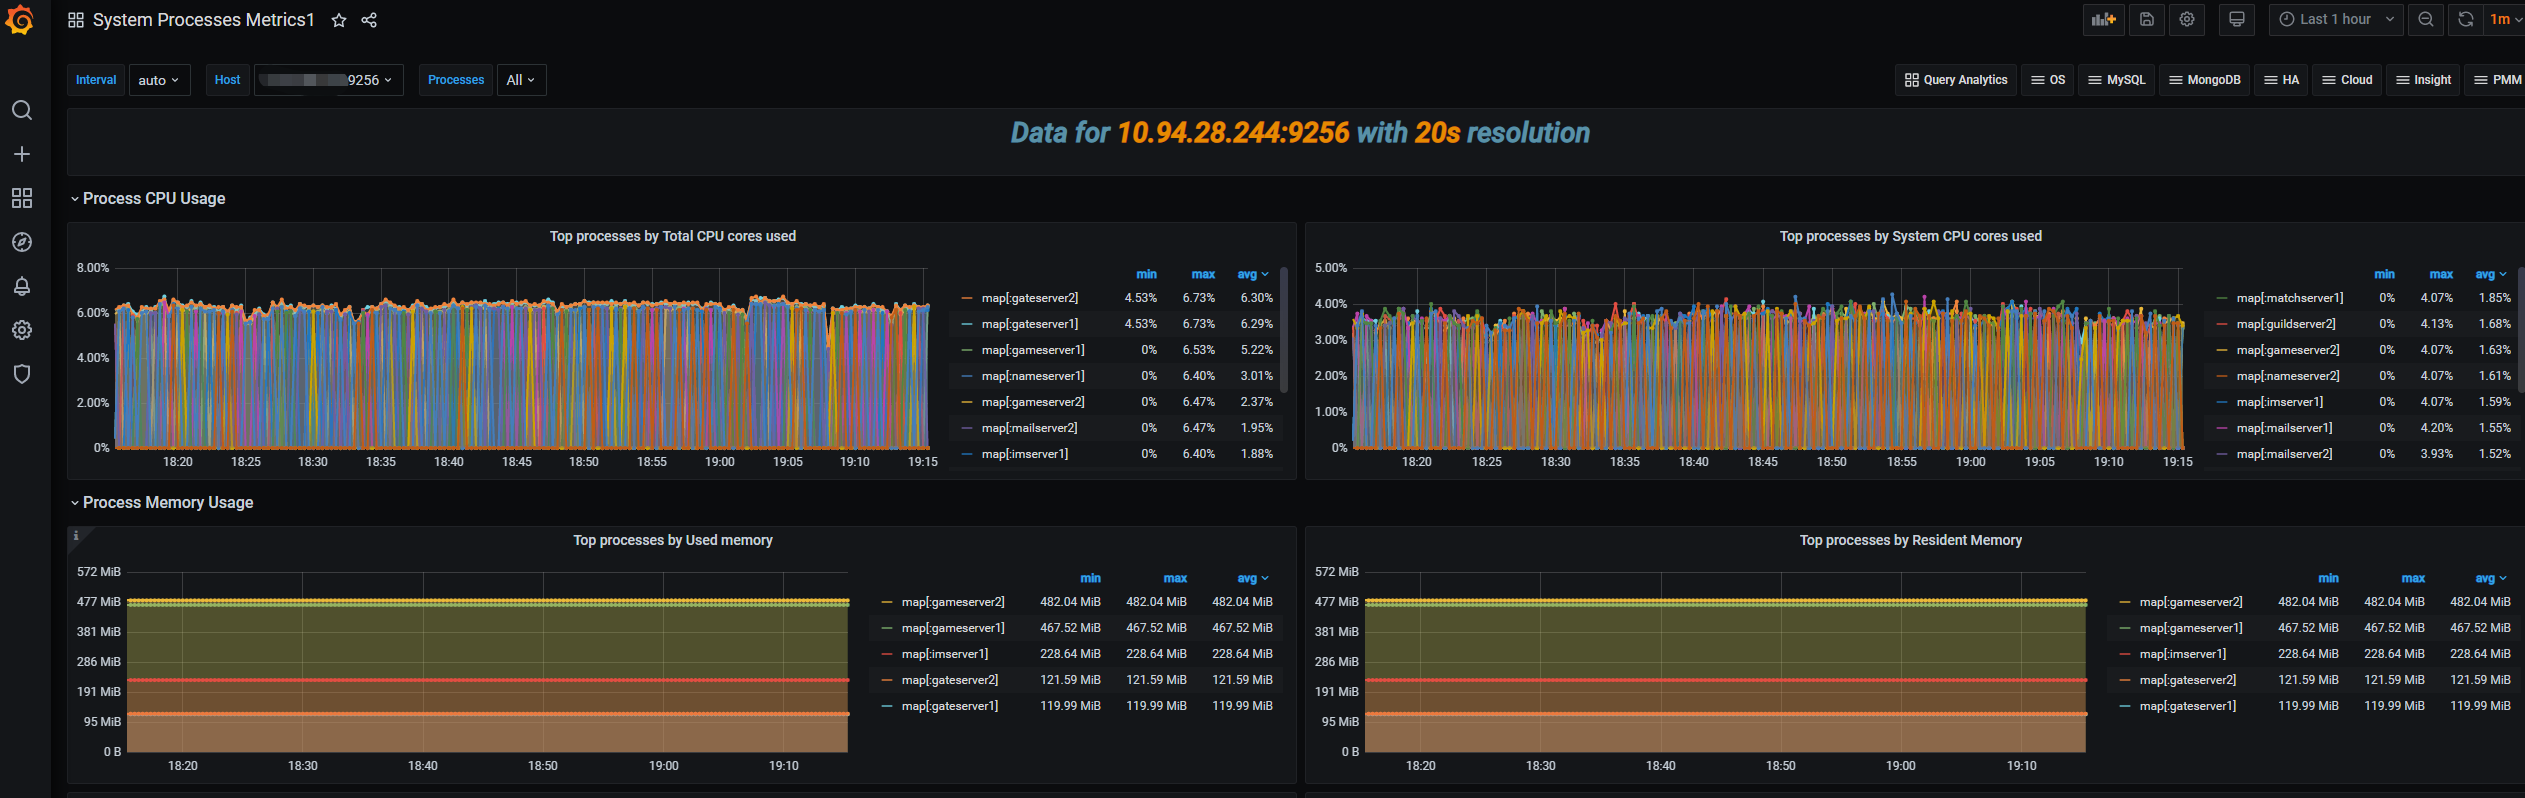 System Processes Metrics1
Last 1 hour
1m
Interval auto Host 9256 Processes All
Query Analytics OS MySQL MongoDB HA Cloud Insight PMM
Data for 10.94.28.244:9256 with 20s resolution
Process CPU Usage
Top processes by Total CPU cores used
8.00%
6.00%
4.00%
2.00%
0%
18:20 18:25 18:30 18:35 18:40 18:45 18:50 18:55 19:00 19:05 19:10 19:15
min max avg
map[:gateserver2] 4.53% 6.73% 6.30%
map[:gateserver1] 4.53% 6.73% 6.29%
map[:gameserver1] 0% 6.53% 5.22%
map[:nameserver1] 0% 6.40% 3.01%
map[:gameserver2] 0% 6.47% 2.37%
map[:mailserver2] 0% 6.47% 1.95%
map[:imserver1] 0% 6.40% 1.88%
Top processes by System CPU cores used
5.00%
4.00%
3.00%
2.00%
1.00%
0%
18:20 18:25 18:30 18:35 18:40 18:45 18:50 18:55 19:00 19:05 19:10 19:15
min max avg
map[:matchserver1] 0% 4.07% 1.85%
map[:guildserver2] 0% 4.13% 1.68%
map[:gameserver2] 0% 4.07% 1.63%
map[:nameserver2] 0% 4.07% 1.61%
map[:imserver1] 0% 4.07% 1.59%
map[:mailserver1] 0% 4.20% 1.55%
map[:mailserver2] 0% 3.93% 1.52%
Process Memory Usage
i
Top processes by Used memory
572 MiB
477 MiB
381 MiB
286 MiB
191 MiB
95 MiB
0 B
18:20 18:30 18:40 18:50 19:00 19:10
min max avg
map[:gameserver2] 482.04 MiB 482.04 MiB 482.04 MiB
map[:gameserver1] 467.52 MiB 467.52 MiB 467.52 MiB
map[:imserver1] 228.64 MiB 228.64 MiB 228.64 MiB
map[:gateserver2] 121.59 MiB 121.59 MiB 121.59 MiB
map[:gateserver1] 119.99 MiB 119.99 MiB 119.99 MiB
Top processes by Resident Memory
572 MiB
477 MiB
381 MiB
286 MiB
191 MiB
95 MiB
0 B
18:20 18:30 18:40 18:50 19:00 19:10
min max avg
map[:gameserver2] 482.04 MiB 482.04 MiB 482.04 MiB
map[:gameserver1] 467.52 MiB 467.52 MiB 467.52 MiB
map[:imserver1] 228.64 MiB 228.64 MiB 228.64 MiB
map[:gateserver2] 121.59 MiB 121.59 MiB 121.59 MiB
map[:gateserver1] 119.99 MiB 119.99 MiB 119.99 MiB